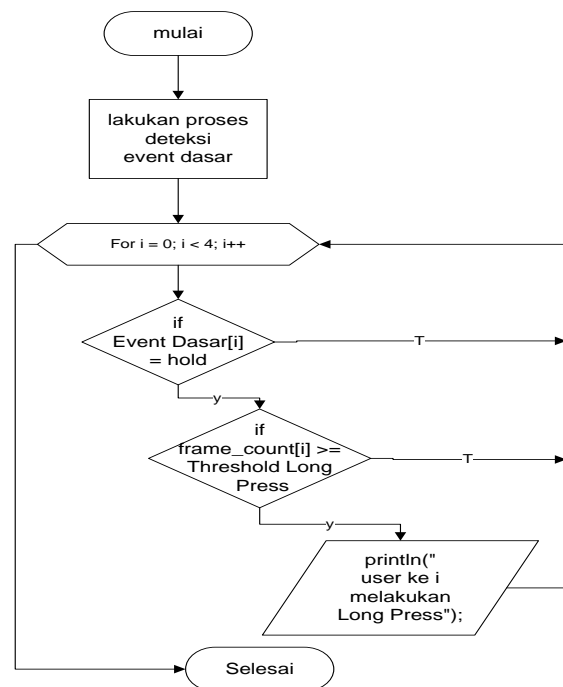 mulai
lakukan proses
deteksi
event dasar
For i = 0; i < 4; i++
if
Event Dasar[i]
= hold
T
y
if
frame_count[i] >=
Threshold Long
Press
T
y
println("
user ke i
melakukan
Long Press");
Selesai